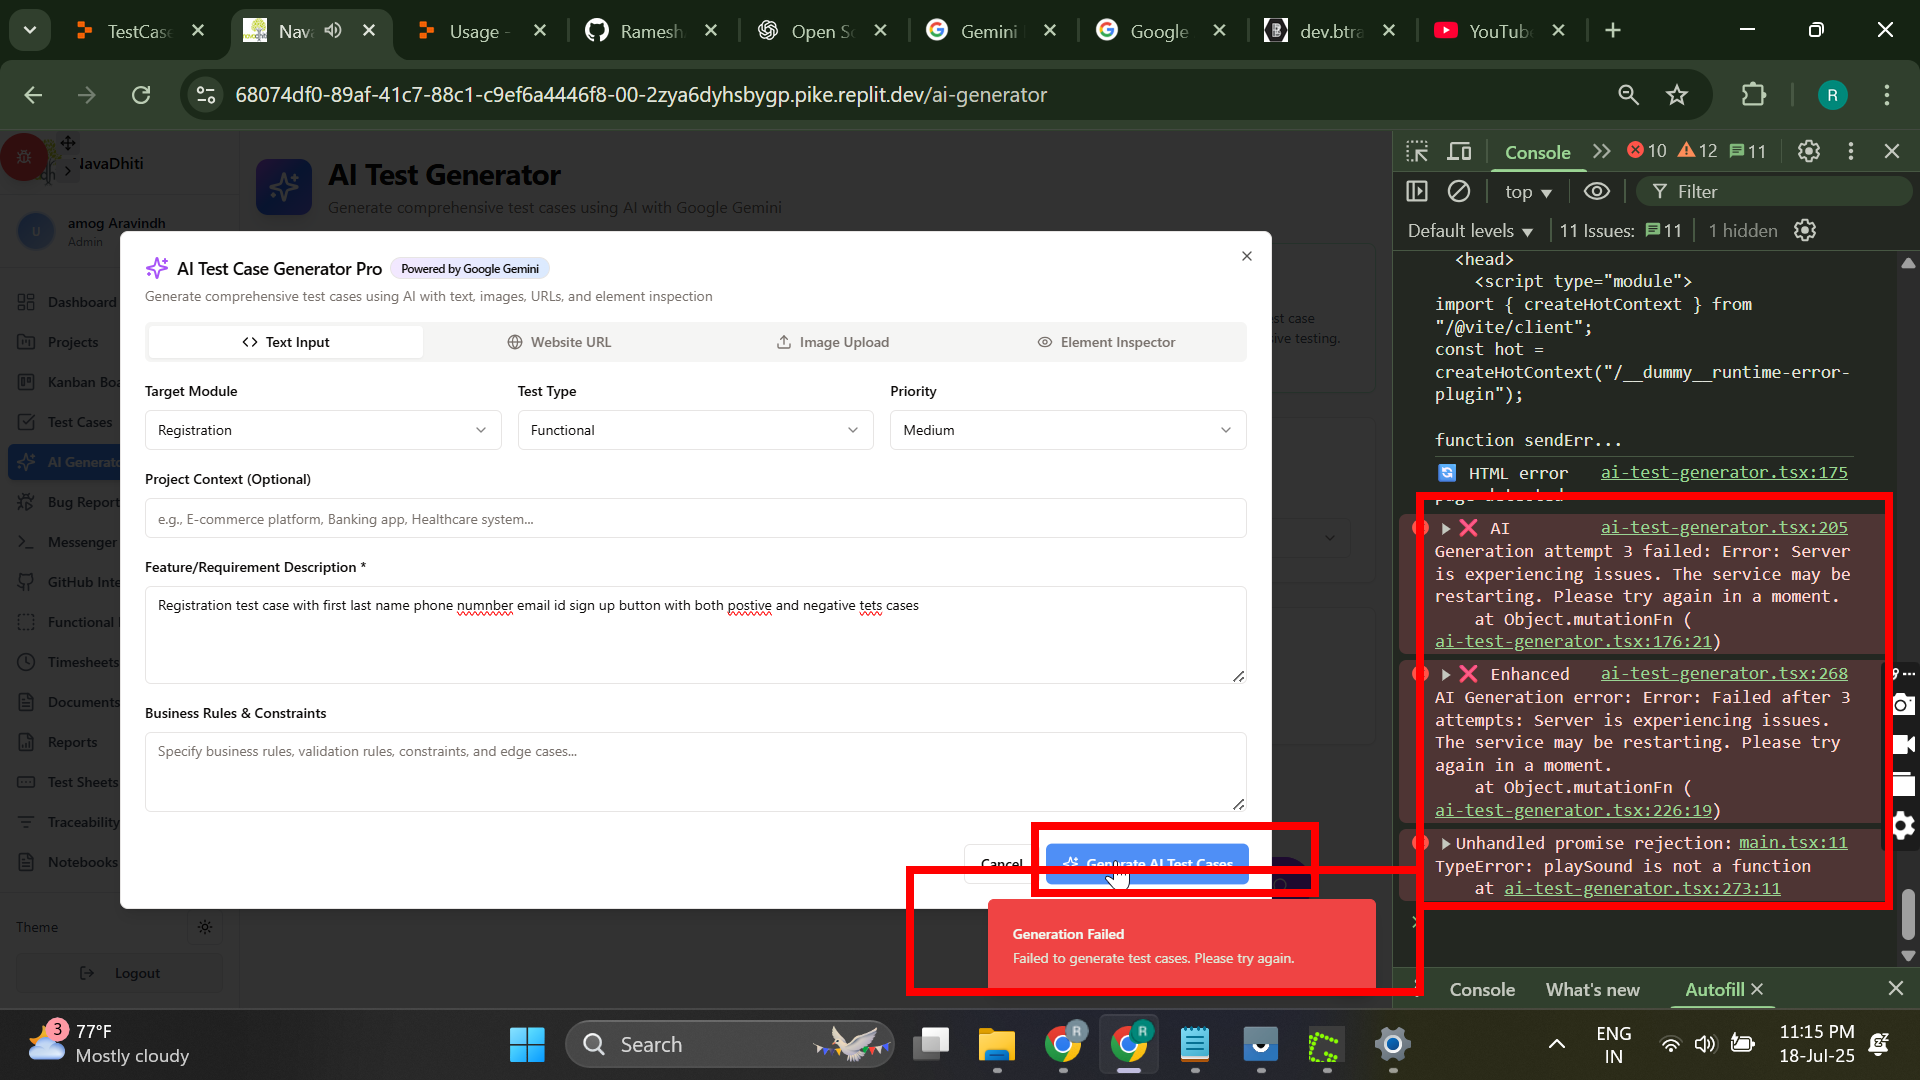 TestCase
Nava
Usage -
Ramesh
Open So
Gemini
Google
dev.btra
YouTube
68074df0-89af-41c7-88c1-c9ef6a4446f8-00-2zya6dyhsbygp.pike.replit.dev/ai-generator
R
NavaDhiti
U
amog Aravindh
Admin
Dashboard
Projects
Kanban Boa
Test Cases
AI Generato
Bug Report
Messenger
GitHub Inte
Functional
Timesheets
Documents
Reports
Test Sheets
Traceability
Notebooks
Theme
Logout
AI Test Generator
Generate comprehensive test cases using AI with Google Gemini
st case
ive testing.
AI Test Case Generator Pro
Powered by Google Gemini
Generate comprehensive test cases using AI with text, images, URLs, and element inspection
Text Input
Website URL
Image Upload
Element Inspector
Target Module
Test Type
Priority
Registration
Functional
Medium
Project Context (Optional)
e.g., E-commerce platform, Banking app, Healthcare system...
Feature/Requirement Description *
Registration test case with first last name phone numnber email id sign up button with both postive and negative tets cases
Business Rules & Constraints
Specify business rules, validation rules, constraints, and edge cases...
Cancel
Generate AI Test Cases
Generation Failed
Failed to generate test cases. Please try again.
Console
10
12
11
top
Filter
Default levels
11 Issues:
11
1 hidden
<head>
<script type="module">
import { createHotContext } from
"/@vite/client";
const hot =
createHotContext("/__dummy__runtime-error-
plugin");
function sendErr...
HTML error ai-test-generator.tsx:175
page detected
AI ai-test-generator.tsx:205
Generation attempt 3 failed: Error: Server
is experiencing issues. The service may be
restarting. Please try again in a moment.
at Object.mutationFn (
ai-test-generator.tsx:176:21)
Enhanced ai-test-generator.tsx:268
AI Generation error: Error: Failed after 3
attempts: Server is experiencing issues.
The service may be restarting. Please try
again in a moment.
at Object.mutationFn (
ai-test-generator.tsx:226:19)
Unhandled promise rejection: main.tsx:11
TypeError: playSound is not a function
at ai-test-generator.tsx:273:11
Console
What's new
Autofill
3
77°F
Mostly cloudy
Search
R
R
ENG
IN
11:15 PM
18-Jul-25